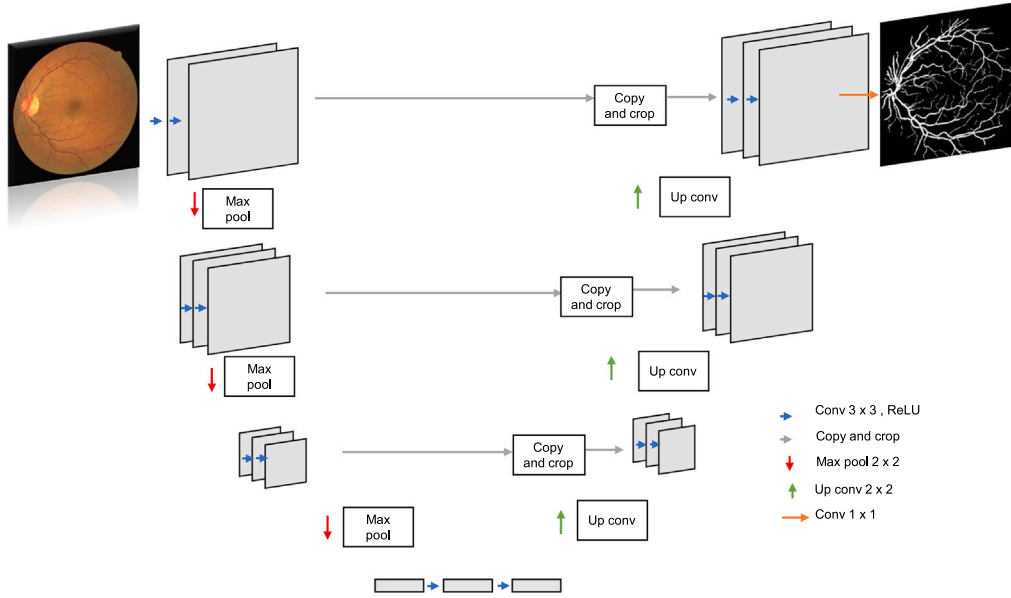 Copy
and crop
Max
pool
Up conv
Copy
and crop
Max
pool
Up conv
Conv 3 x 3 , ReLU
Copy and crop
Max pool 2 x 2
Up conv 2 x 2
Conv 1 x 1
Copy
and crop
Max
pool
Up conv